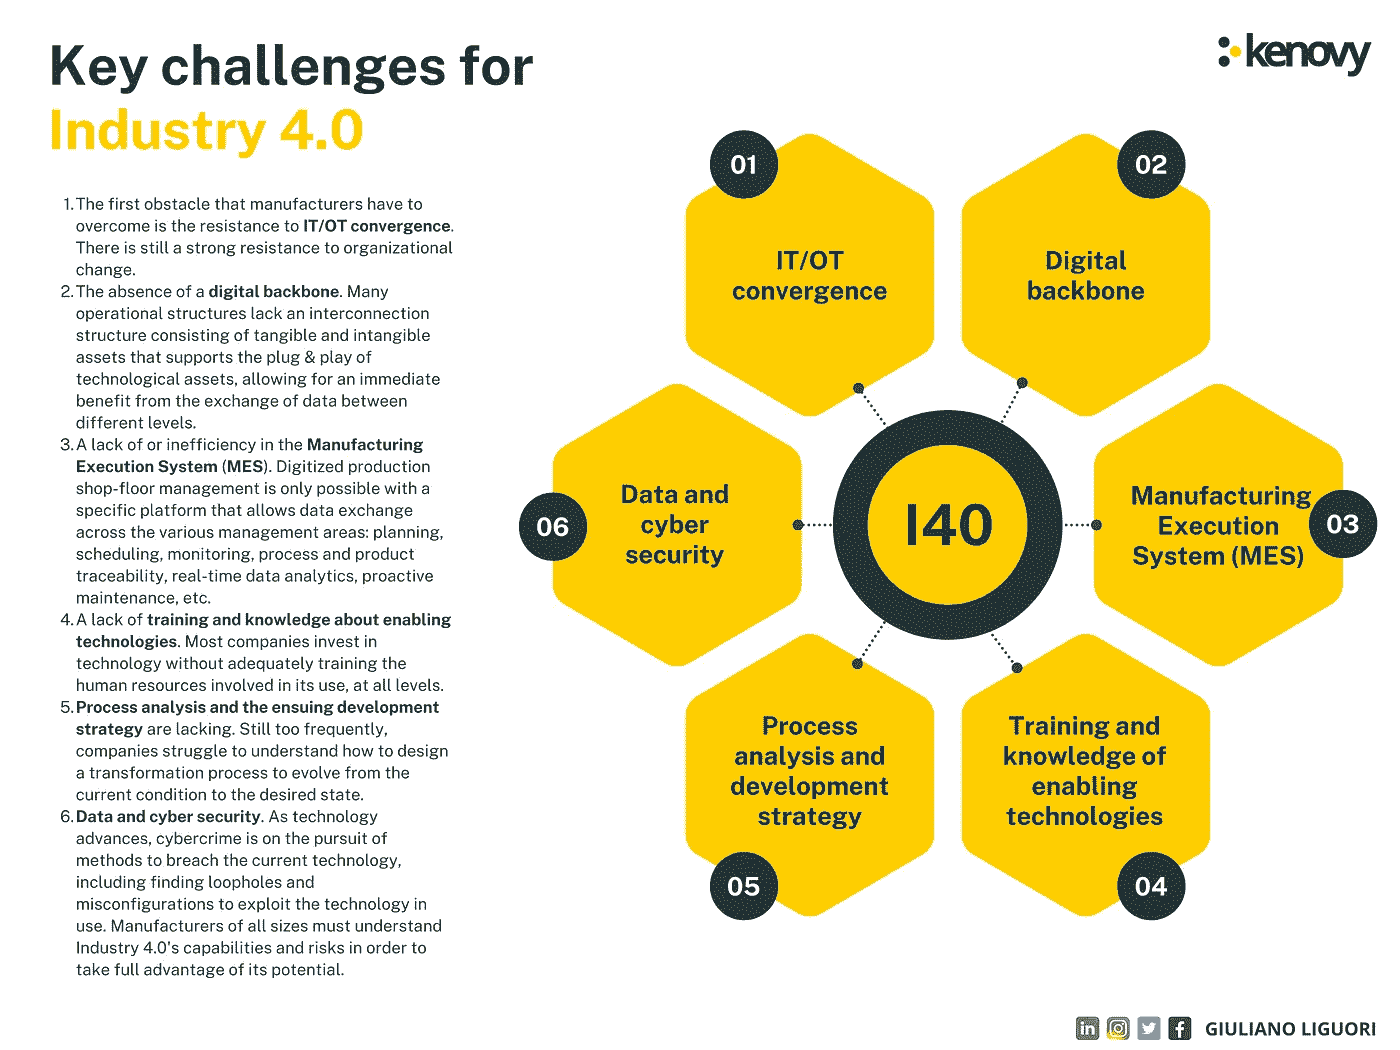 Key challenges for
Industry 4.0
kenovy
1. The first obstacle that manufacturers have to
overcome is the resistance to IT/OT convergence.
There is still a strong resistance to organizational
change.
2. The absence of a digital backbone. Many
operational structures lack an interconnection
structure consisting of tangible and intangible
assets that supports the plug & play of
technological assets, allowing for an immediate
benefit from the exchange of data between
different levels.
3. A lack of or inefficiency in the Manufacturing
Execution System (MES). Digitized production
shop-floor management is only possible with a
specific platform that allows data exchange
across the various management areas: planning,
scheduling, monitoring, process and product
traceability, real-time data analytics, proactive
maintenance, etc.
4. A lack of training and knowledge about enabling
technologies. Most companies invest in
technology without adequately training the
human resources involved in its use, at all levels.
5. Process analysis and the ensuing development
strategy are lacking. Still too frequently,
companies struggle to understand how to design
a transformation process to evolve from the
current condition to the desired state.
6. Data and cyber security. As technology
advances, cybercrime is on the pursuit of
methods to breach the current technology,
including finding loopholes and
misconfigurations to exploit the technology in
use. Manufacturers of all sizes must understand
Industry 4.0's capabilities and risks in order to
take full advantage of its potential.
01
IT/OT
convergence
02
Digital
backbone
03
Manufacturing
Execution
System (MES)
04
Training and
knowledge of
enabling
technologies
05
Process
analysis and
development
strategy
06
Data and
cyber
security
I40
in
f
GIULIANO LIGUORI